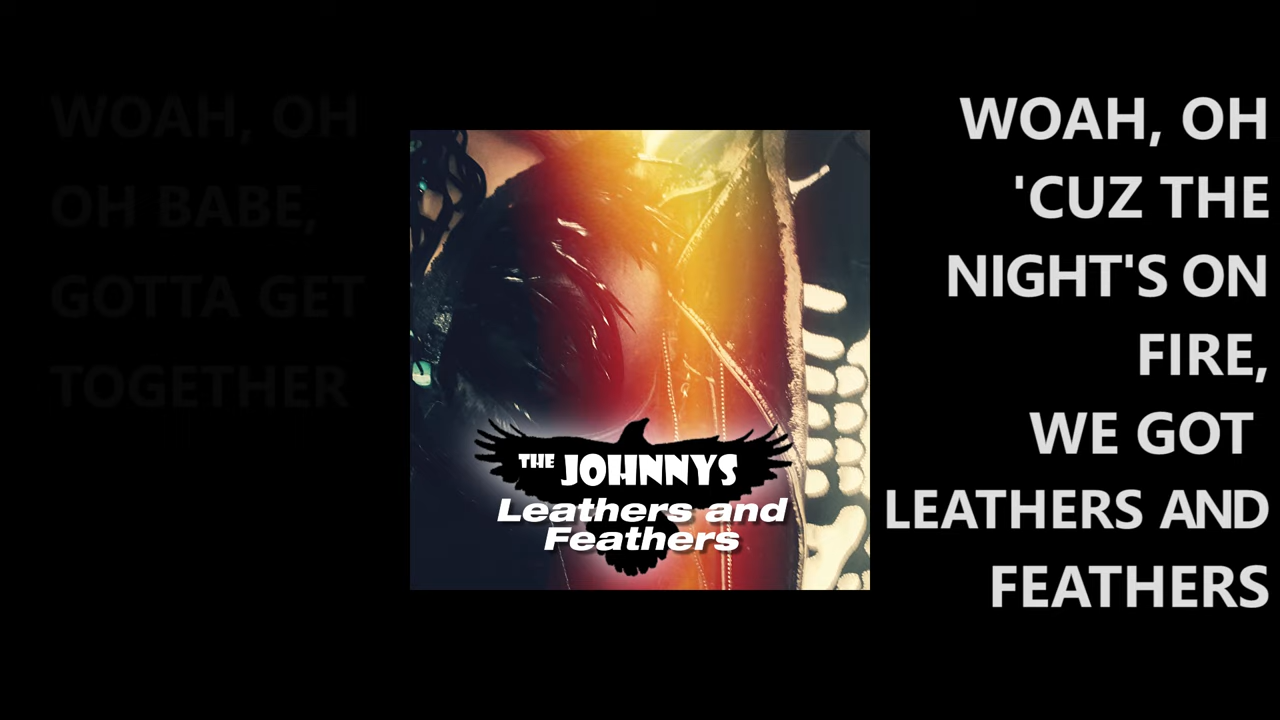 WOAH, OH
OH BABE,
GOTTA GET
TOGETHER
THE JOHNNYS
Leathers and
Feathers
WOAH, OH
'CUZ THE
NIGHT'S ON
FIRE,
WE GOT
LEATHERS AND
FEATHERS